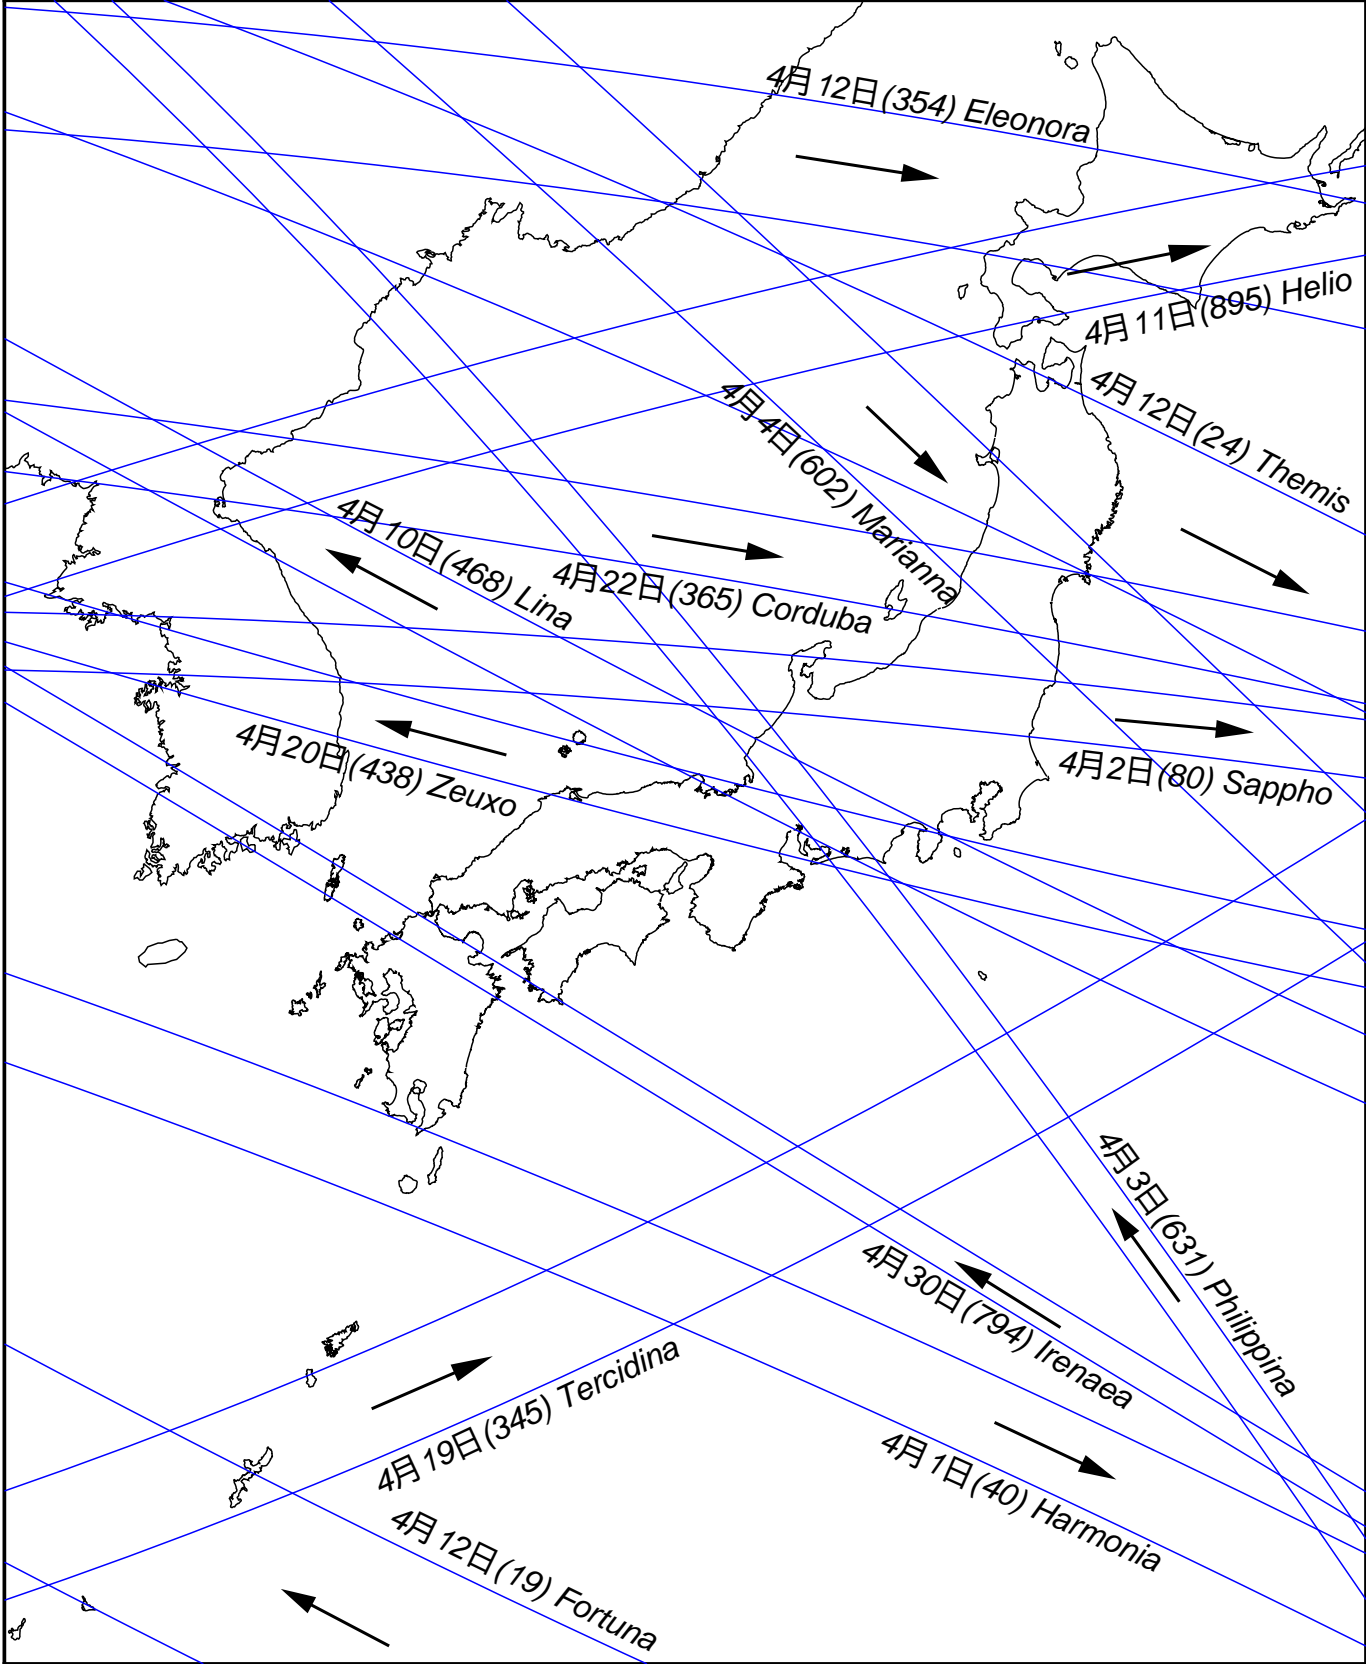 4月12日(354) Eleonora
4月11日(895) Helio
4月12日(24) Themis
4月4日(602) Marianna
4月10日(468) Lina
4月22日(365) Corduba
4月20日(438) Zeuxo
4月2日(80) Sappho
4月3日(631) Philippina
4月30日(794) Irenaea
4月19日(345) Tercidina
4月1日(40) Harmonia
4月12日(19) Fortuna